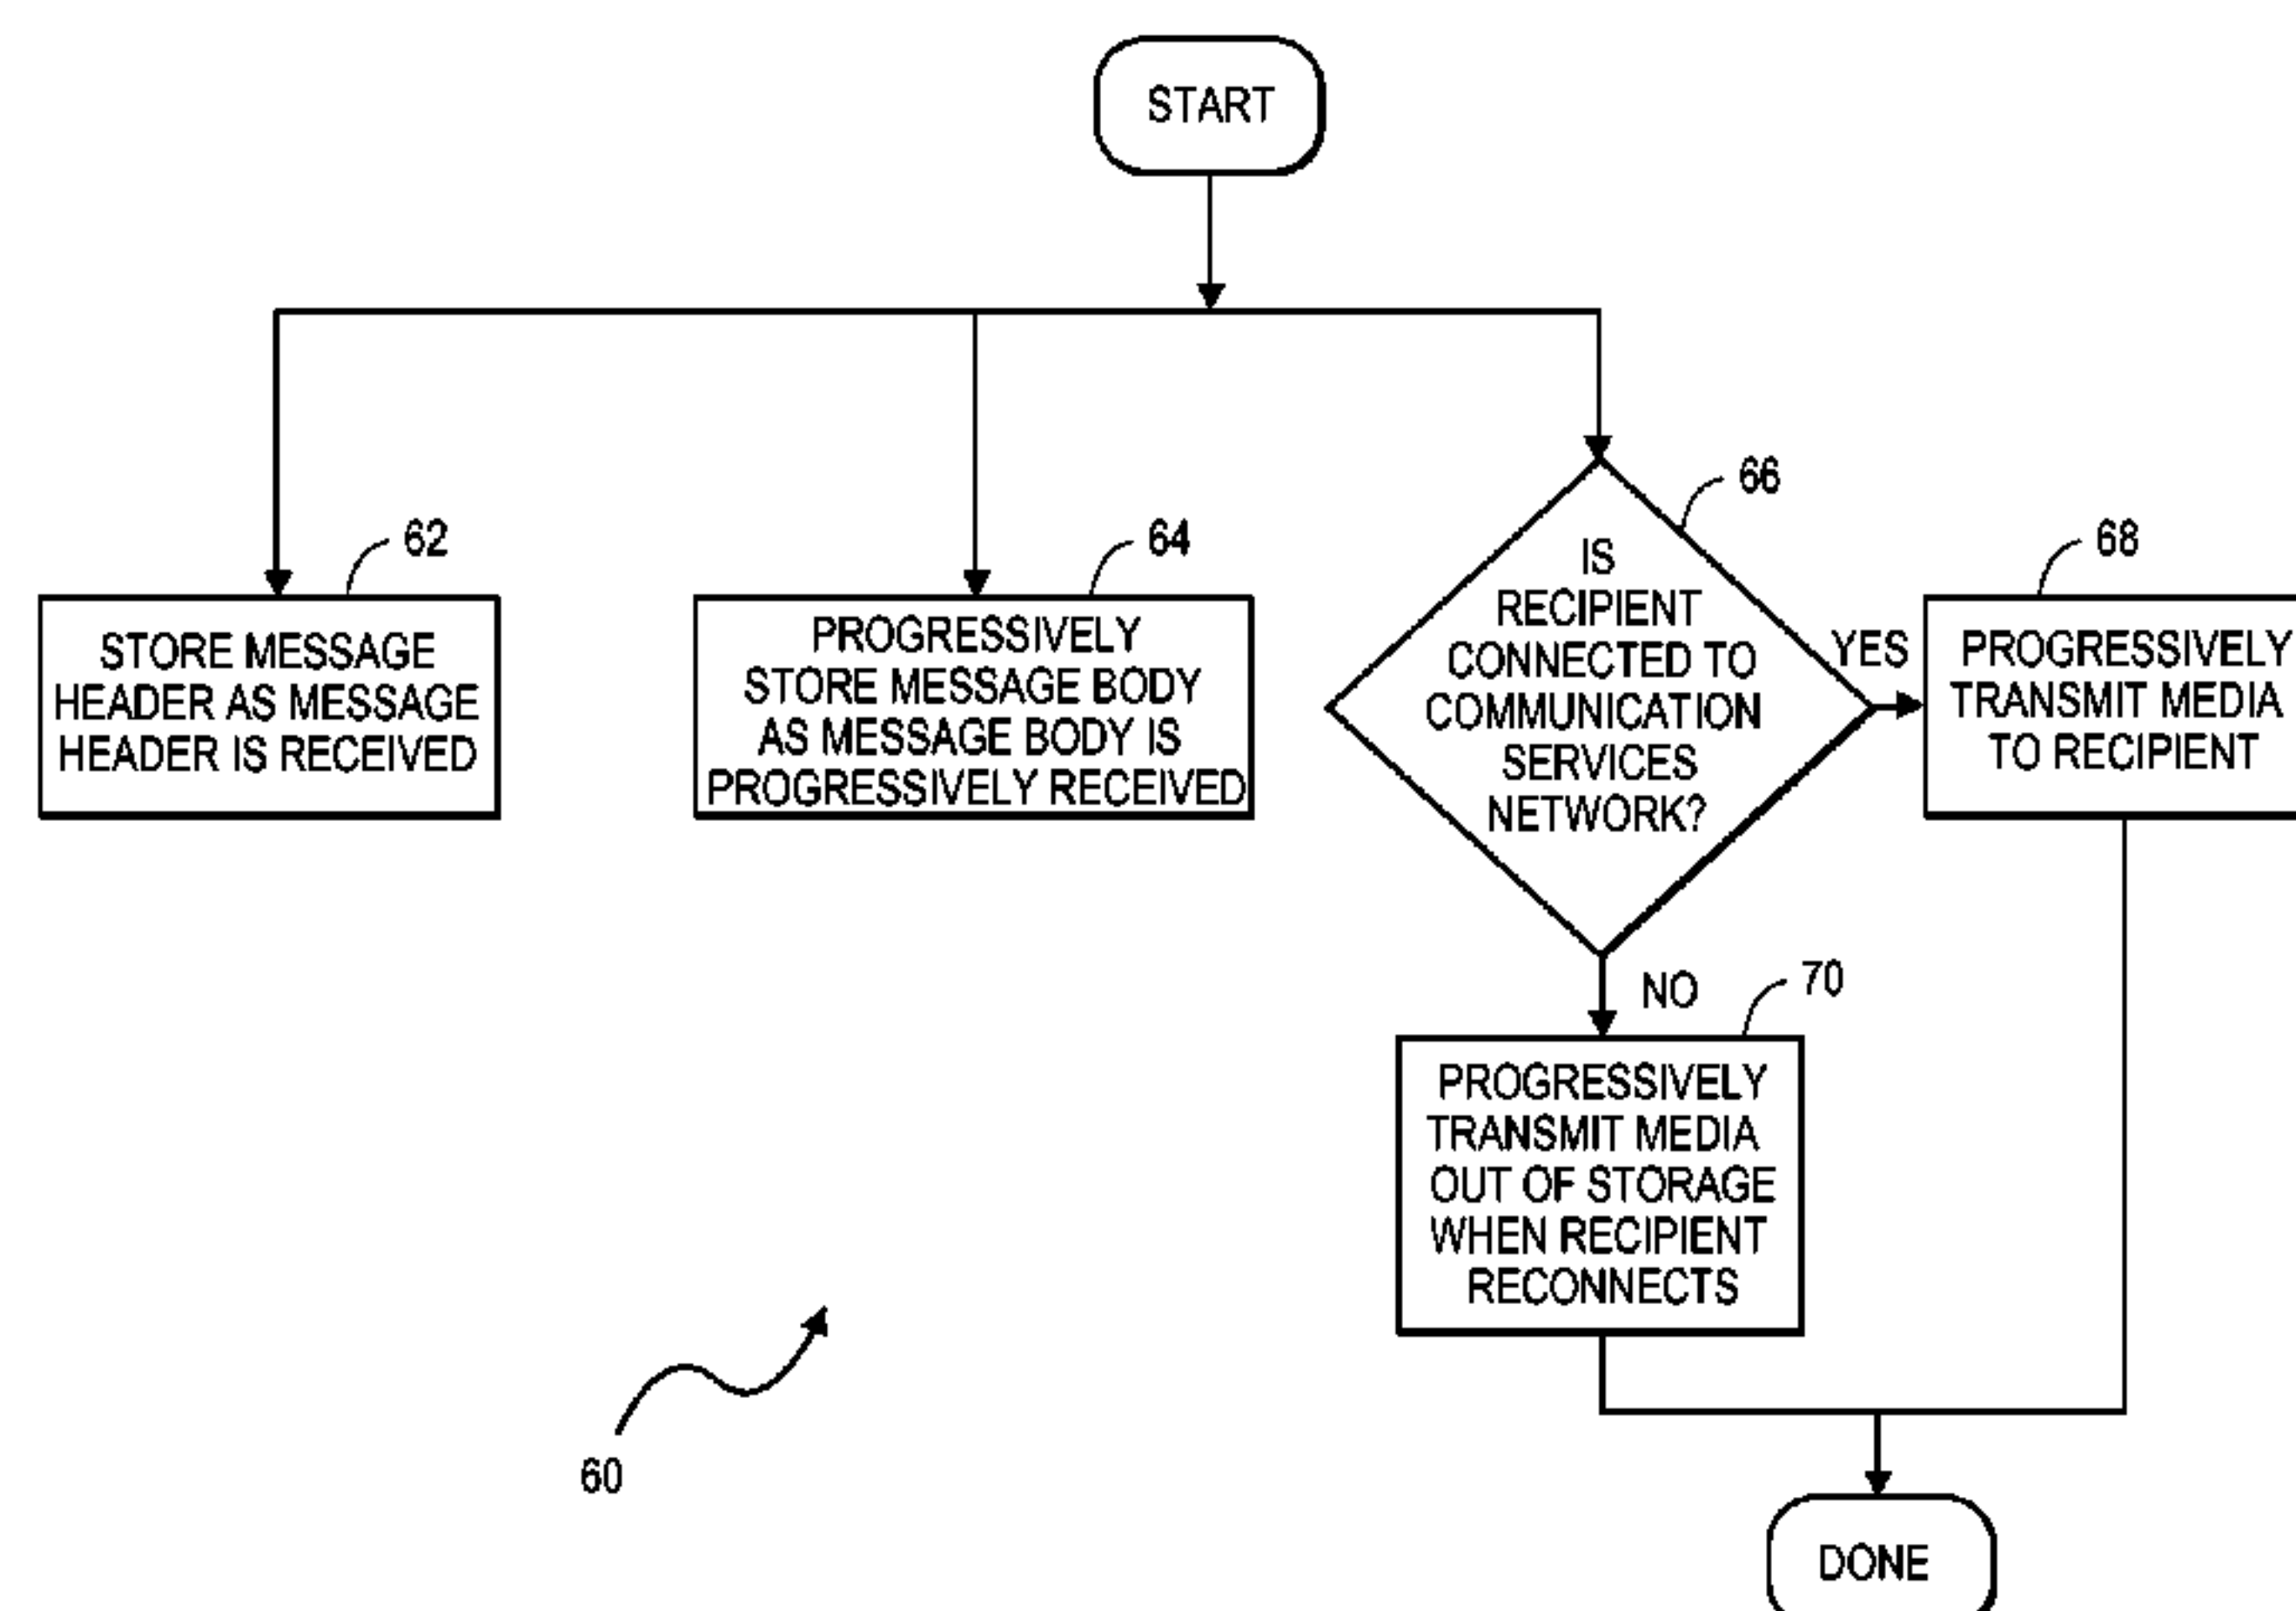 START
66
62
64
68
IS
RECIPIENT
CONNECTED TO
COMMUNICATION
SERVICES
NETWORK?
STORE MESSAGE
HEADER AS MESSAGE
HEADER IS RECEIVED
PROGRESSIVELY
STORE MESSAGE BODY
AS MESSAGE BODY IS
PROGRESSIVELY RECEIVED
YES
PROGRESSIVELY
TRANSMIT MEDIA
TO RECIPIENT
NO
70
PROGRESSIVELY
TRANSMIT MEDIA
OUT OF STORAGE
WHEN RECIPIENT
RECONNECTS
60
DONE